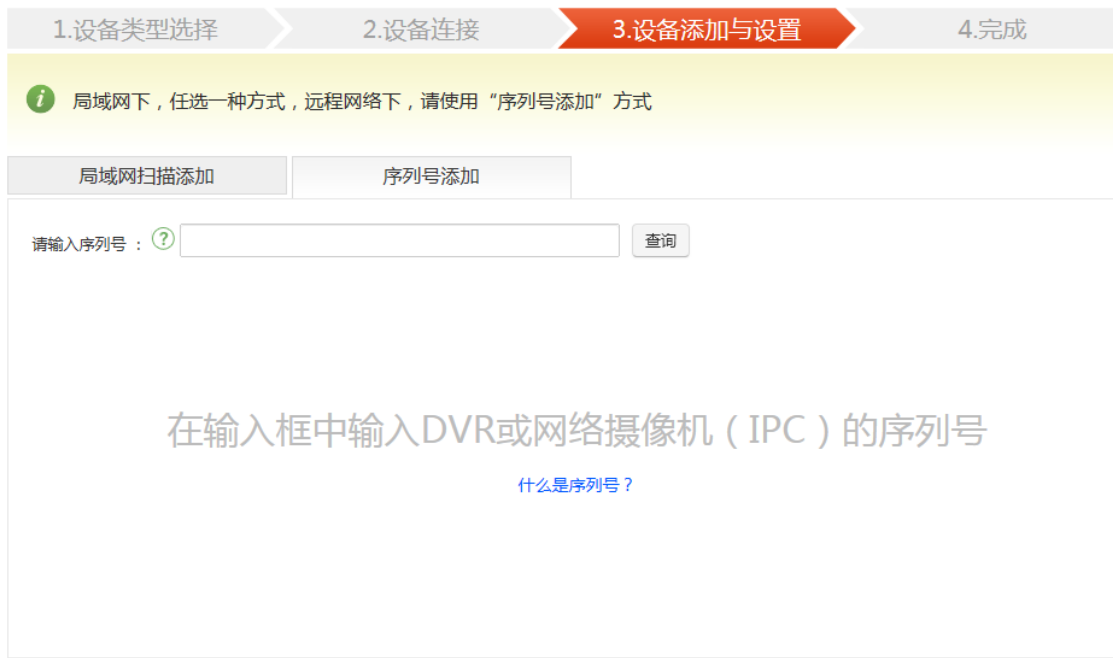 1.设备类型选择 2.设备连接 3.设备添加与设置 4.完成
局域网下，任选一种方式，远程网络下，请使用“序列号添加”方式
局域网扫描添加 序列号添加
请输入序列号 ： ? 查询
在输入框中输入DVR或网络摄像机（IPC）的序列号
什么是序列号？